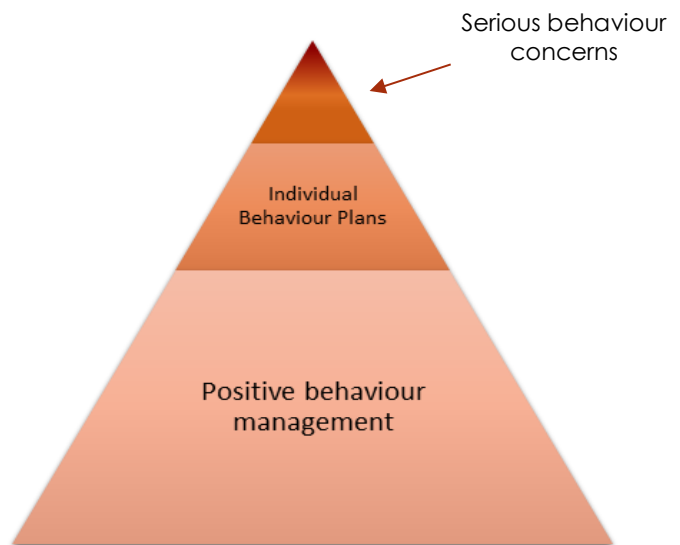 Serious behaviour
concerns
Individual
Behaviour Plans
Positive behaviour
management